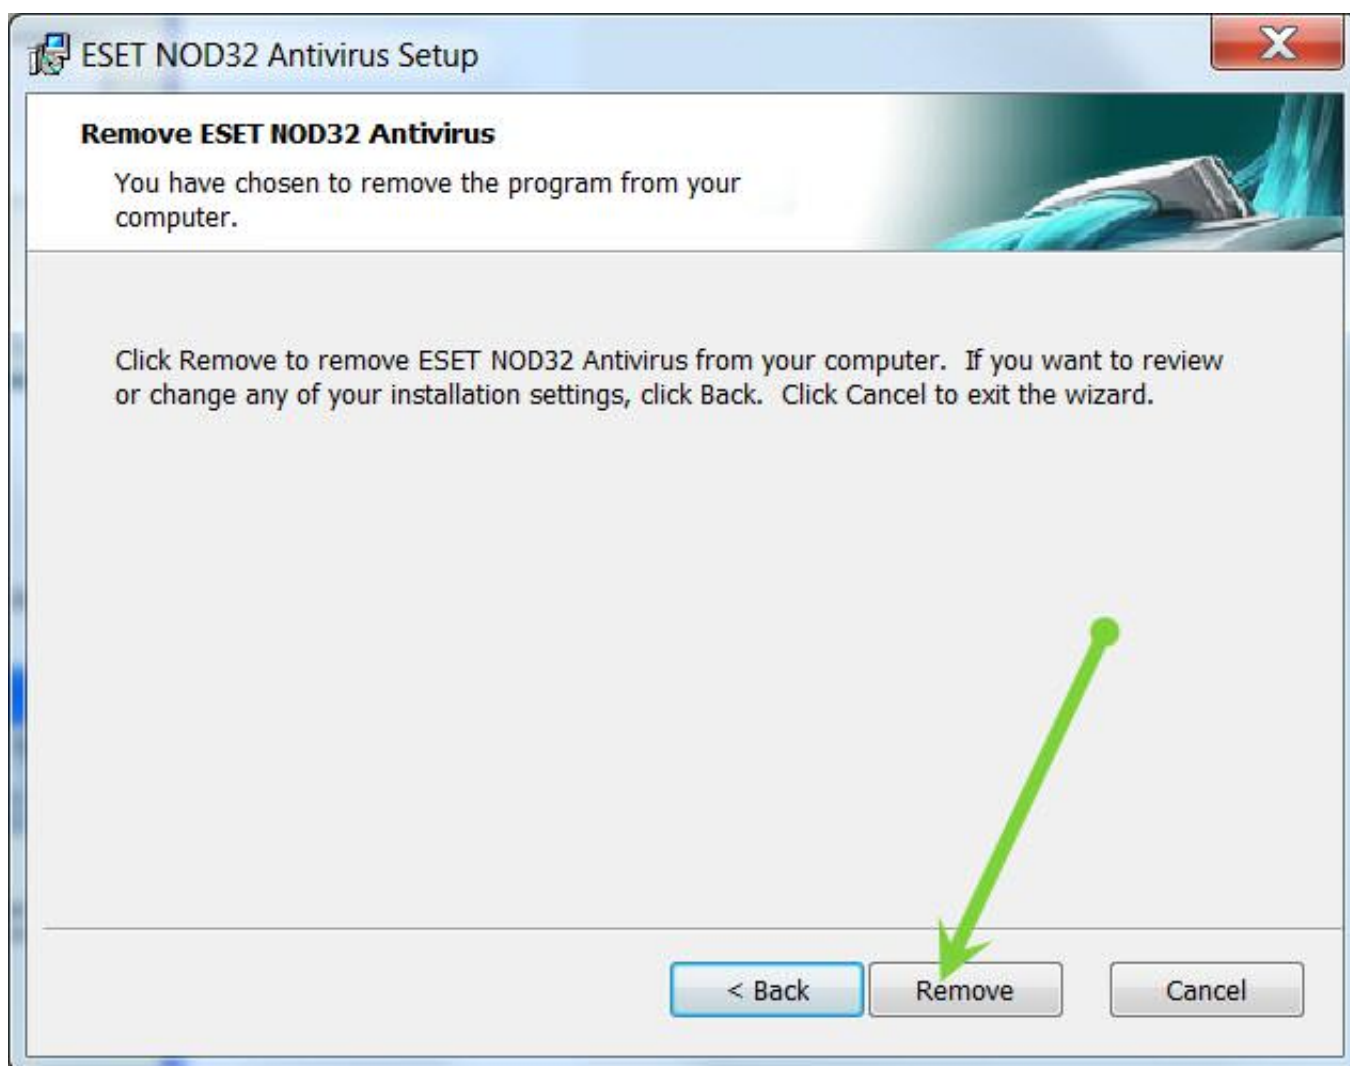 ESET NOD32 Antivirus Setup
Remove ESET NOD32 Antivirus
You have chosen to remove the program from your
computer.
Click Remove to remove ESET NOD32 Antivirus from your computer.  If you want to review
or change any of your installation settings, click Back.  Click Cancel to exit the wizard.
< Back
Remove
Cancel